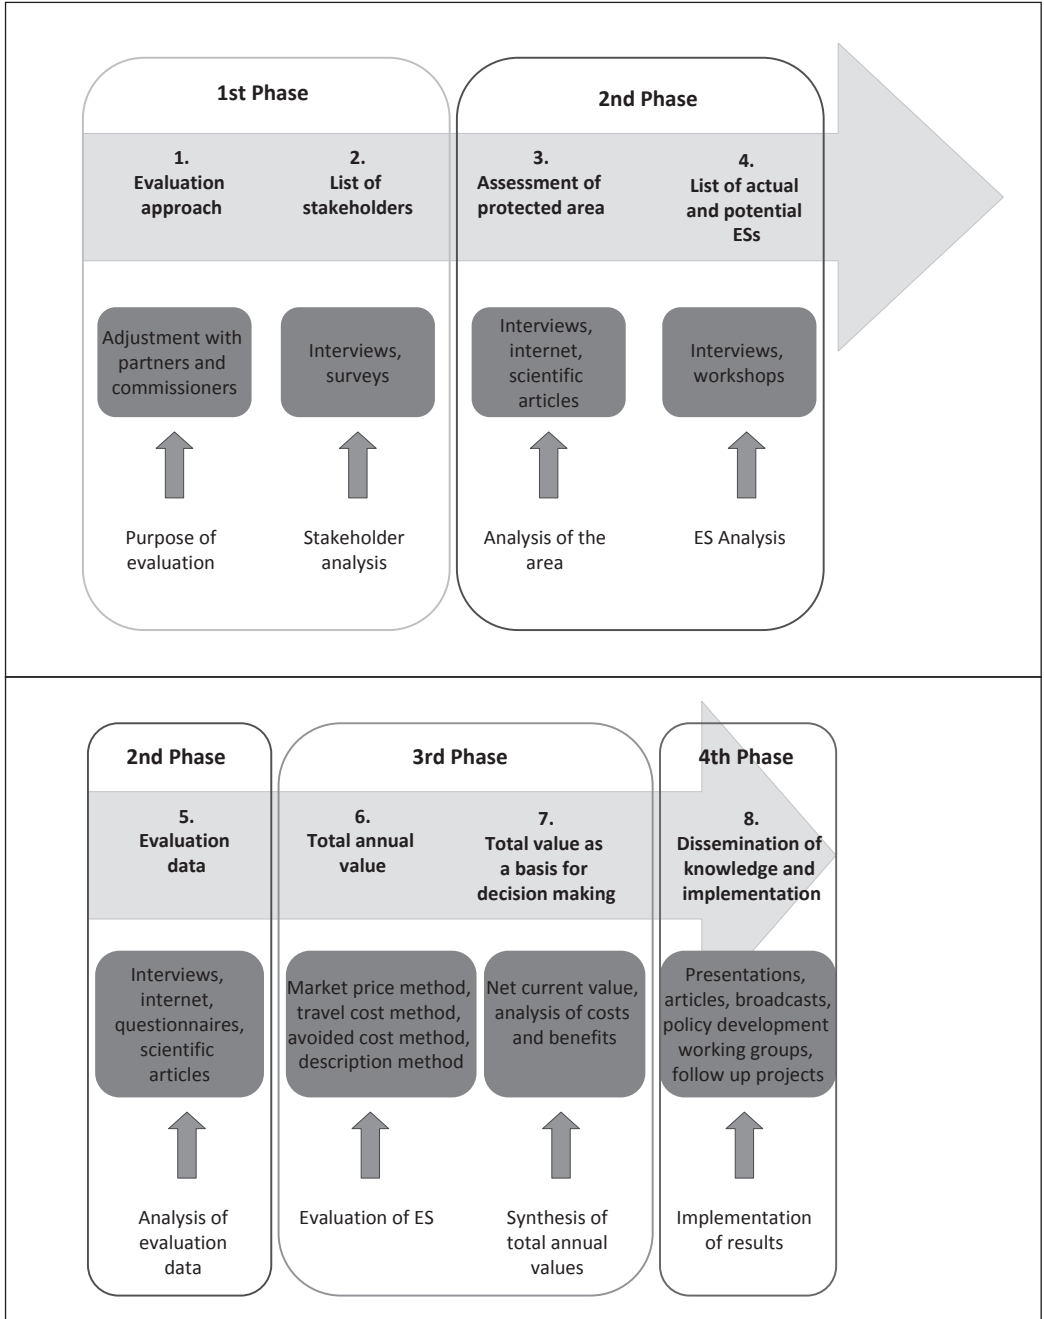 1st Phase
2nd Phase
1.
Evaluation
approach
2.
List of
stakeholders
3.
Assessment of
protected area
4.
List of actual
and potential
ESs
Adjustment with
partners and
commissioners
Interviews,
surveys
Interviews,
internet,
scientific
articles
Interviews,
workshops
Purpose of
evaluation
Stakeholder
analysis
Analysis of the
area
ES Analysis
2nd Phase
3rd Phase
4th Phase
5.
Evaluation
data
6.
Total annual
value
7.
Total value as
a basis for
decision making
8.
Dissemination of
knowledge and
implementation
Interviews,
internet,
questionnaires,
scientific
articles
Market price method,
travel cost method,
avoided cost method,
description method
Net current value,
analysis of costs
and benefits
Presentations,
articles, broadcasts,
policy development
working groups,
follow up projects
Analysis of
evaluation
data
Evaluation of ES
Synthesis of
total annual
values
Implementation
of results